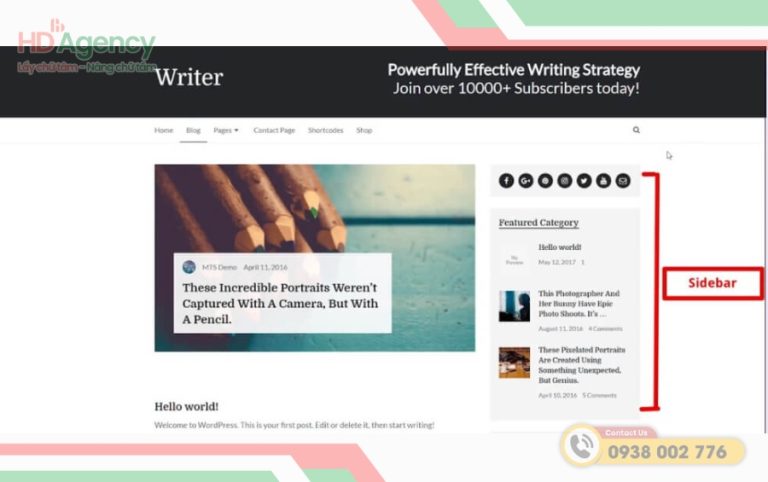 HD Agency
Lấy chữ tâm - Nâng chữ tầm
Writer
Powerfully Effective Writing Strategy
Join over 10000+ Subscribers today!
Home Blog Pages Contact Page Shortcodes Shop
MTS Demo April 11, 2016
These Incredible Portraits Weren't
Captured With A Camera, But With
A Pencil.
Hello world!
Welcome to WordPress. This is your first post. Edit or delete it, then start writing!
Featured Category
No
Preview
Hello world!
May 12, 2017 1
This Photographer And
Her Bunny Have Epic
Photo Shoots. It's ...
August 11, 2016 4 Comments
These Pixelated Portraits
Are Created Using
Something Unexpected,
But Genius.
April 10, 2016 5 Comments
Sidebar
Contact Us
0938 002 776